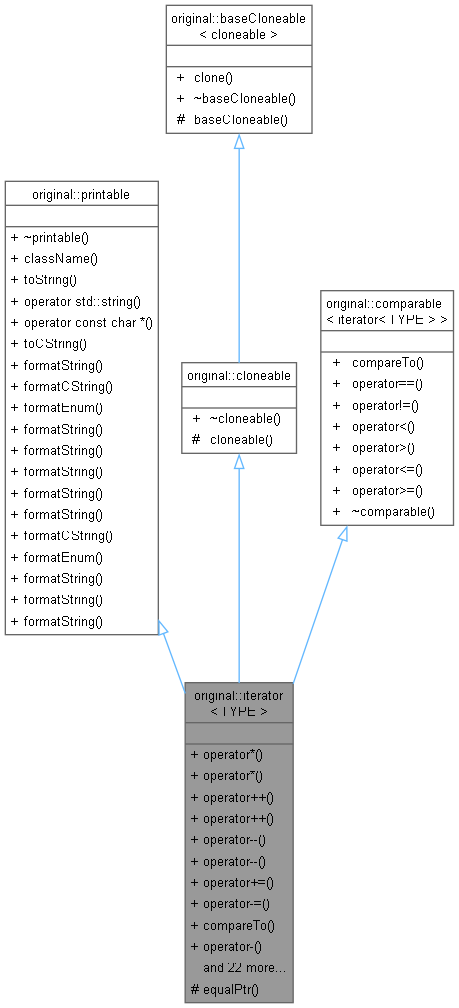 original::baseCloneable
< cloneable >
+ clone()
+ ~baseCloneable()
# baseCloneable()
original::printable
+ ~printable()
+ className()
+ toString()
+ operator std::string()
+ operator const char *()
+ toCString()
+ formatString()
+ formatCString()
+ formatEnum()
+ formatString()
+ formatString()
+ formatString()
+ formatString()
+ formatString()
+ formatCString()
+ formatEnum()
+ formatString()
+ formatString()
+ formatString()
original::cloneable
+ ~cloneable()
# cloneable()
original::comparable
< iterator< TYPE > >
+ compareTo()
+ operator==()
+ operator!=()
+ operator<()
+ operator>()
+ operator<=()
+ operator>=()
+ ~comparable()
original::iterator
< TYPE >
+ operator*()
+ operator*()
+ operator++()
+ operator++()
+ operator--()
+ operator--()
+ operator+=()
+ operator-=()
+ compareTo()
+ operator-()
and 22 more...
# equalPtr()